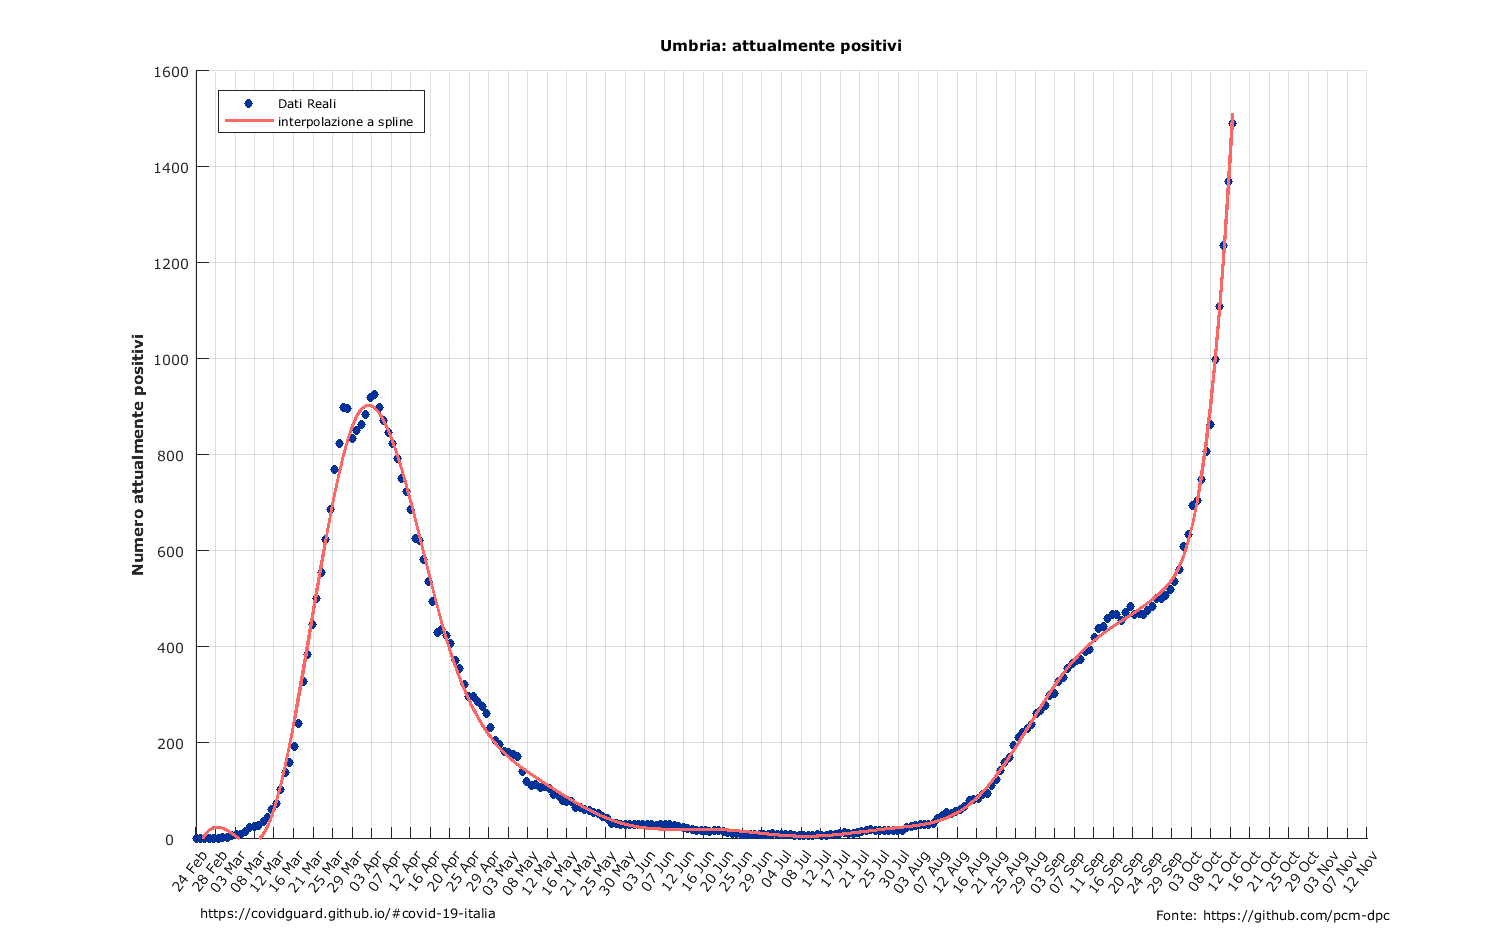 Umbria: attualmente positivi
Dati Reali
interpolazione a spline
Numero attualmente positivi
1600
1400
1200
1000
800
600
400
200
0
24 Feb
28 Feb
03 Mar
08 Mar
12 Mar
16 Mar
21 Mar
25 Mar
29 Mar
03 Apr
07 Apr
12 Apr
16 Apr
20 Apr
25 Apr
29 Apr
03 May
08 May
12 May
16 May
21 May
25 May
30 May
03 Jun
07 Jun
12 Jun
16 Jun
20 Jun
25 Jun
29 Jun
04 Jul
08 Jul
12 Jul
17 Jul
21 Jul
25 Jul
30 Jul
03 Aug
07 Aug
12 Aug
16 Aug
21 Aug
25 Aug
29 Aug
03 Sep
07 Sep
11 Sep
16 Sep
20 Sep
24 Sep
29 Sep
03 Oct
08 Oct
12 Oct
16 Oct
21 Oct
25 Oct
29 Oct
03 Nov
07 Nov
12 Nov
https://covidguard.github.io/#covid-19-italia
Fonte: https://github.com/pcm-dpc